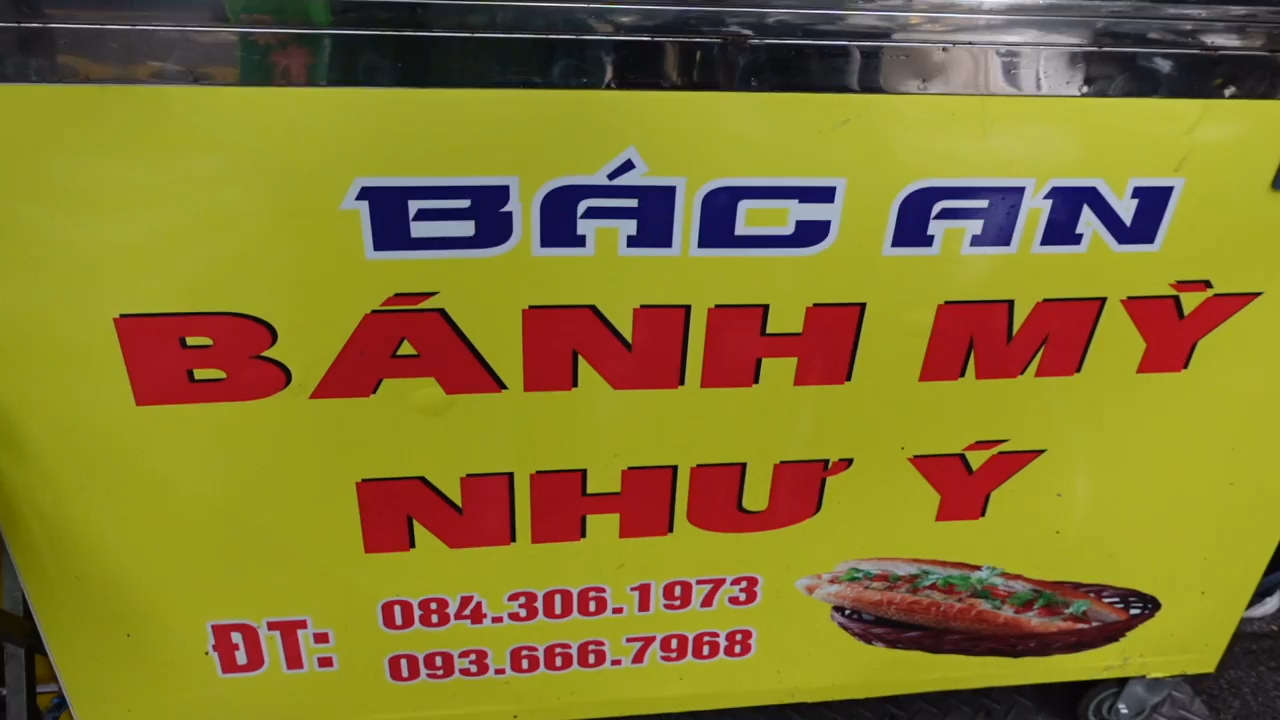 BÁC AN
BÁNH MỲ
NHƯ Ý
ĐT: 084.306.1973
093.666.7968